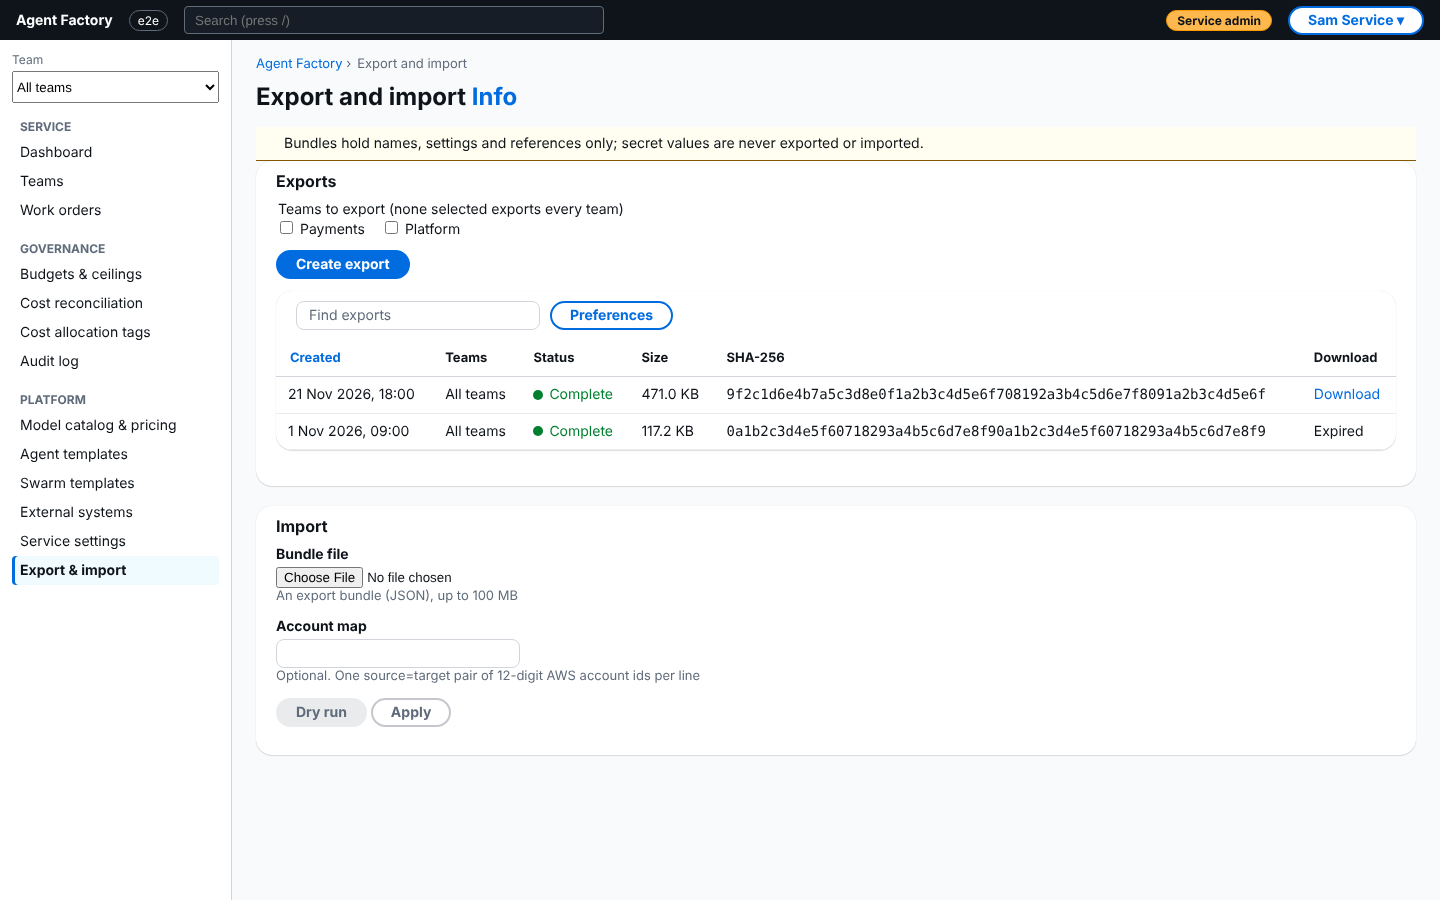 Agent Factory e2e Search (press /) Service admin Sam Service ▾
Team
All teams
SERVICE
Dashboard
Teams
Work orders
GOVERNANCE
Budgets & ceilings
Cost reconciliation
Cost allocation tags
Audit log
PLATFORM
Model catalog & pricing
Agent templates
Swarm templates
External systems
Service settings
Export & import
Agent Factory › Export and import
Export and import Info
Bundles hold names, settings and references only; secret values are never exported or imported.
Exports
Teams to export (none selected exports every team)
Payments Platform
Create export
Find exports Preferences
Created Teams Status Size SHA-256 Download
21 Nov 2026, 18:00 All teams Complete 471.0 KB 9f2c1d6e4b7a5c3d8e0f1a2b3c4d5e6f708192a3b4c5d6e7f8091a2b3c4d5e6f Download
1 Nov 2026, 09:00 All teams Complete 117.2 KB 0a1b2c3d4e5f60718293a4b5c6d7e8f90a1b2c3d4e5f60718293a4b5c6d7e8f9 Expired
Import
Bundle file
Choose File No file chosen
An export bundle (JSON), up to 100 MB
Account map
Optional. One source=target pair of 12-digit AWS account ids per line
Dry run Apply